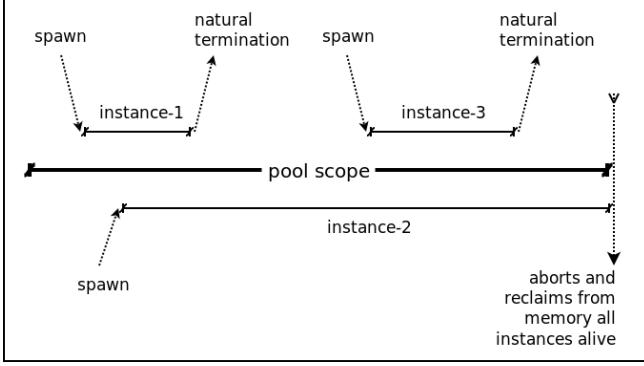 natural
termination
spawn
natural
termination
spawn
instance-1
instance-3
pool scope
instance-2
spawn
aborts and
reclaims from
memory all
instances alive